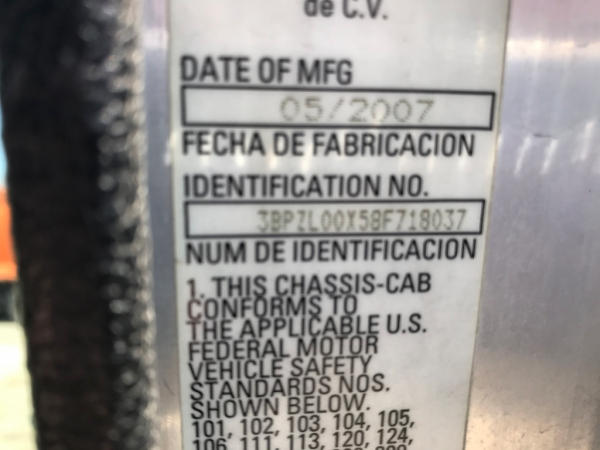 de C.V.
DATE OF MFG
05/2007
FECHA DE FABRICACION
IDENTIFICATION NO.
3BPZL00X58F718037
NUM DE IDENTIFICACION
1. THIS CHASSIS-CAB
CONFORMS TO
THE APPLICABLE U.S.
FEDERAL MOTOR
VEHICLE SAFETY
STANDARDS NOS.
SHOWN BELOW.
101, 102, 103, 104, 105,
106, 111, 113, 120, 124,